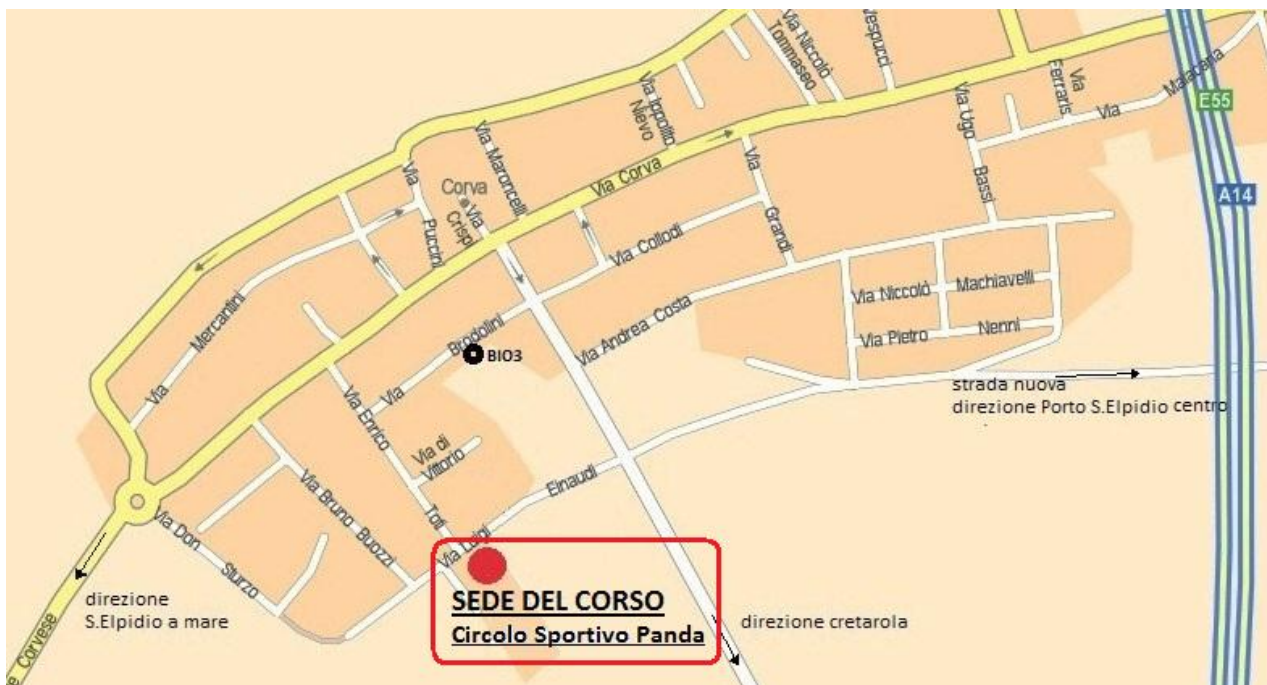 Via Niccolò
Tommaseo
Vespucci
Via Ippolito
Nievo
Via Ugo
Bassi
Via
Ferraris
Via
Malacaria
E55
A14
Via Maroncelli
Via
Puccini
Corva
Via
Crispi
Via Corva
Via
Grandi
Via Collodi
Via Mercantini
Via Brodolini
BIO3
Via Andrea Costa
Via Niccolò
Machiavelli
Via Pietro
Nenni
strada nuova
direzione Porto S.Elpidio centro
Via Enrico
Toti
Via di
Vittorio
Via Luigi
Einaudi
Via Bruno Buozzi
Via Don
Sturzo
SEDE DEL CORSO
Circolo Sportivo Panda
direzione
S.Elpidio a mare
direzione cretarola
e Corvese